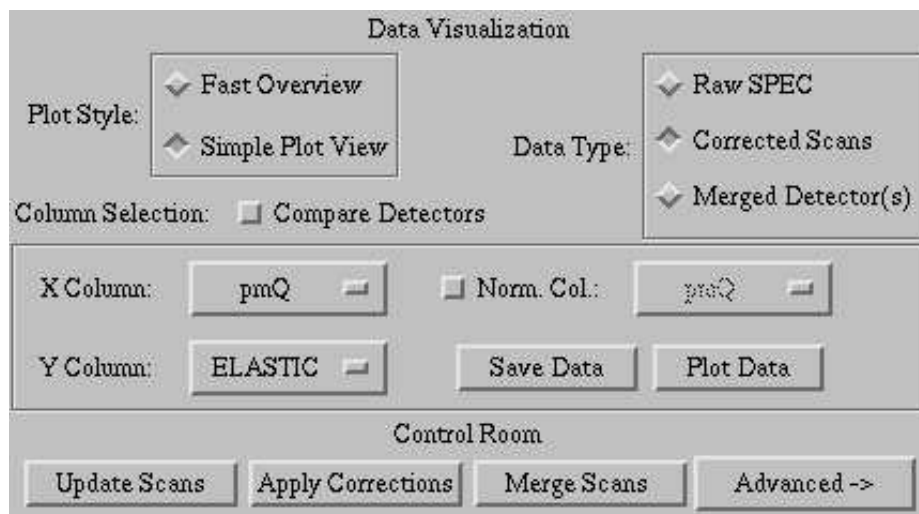 Data Visualization
Plot Style:
Fast Overview
Simple Plot View
Data Type:
Raw SPEC
Corrected Scans
Merged Detector(s)
Column Selection: Compare Detectors
X Column: pmQ Norm. Col.: pmQ
Y Column: ELASTIC Save Data Plot Data
Control Room
Update Scans Apply Corrections Merge Scans Advanced ->